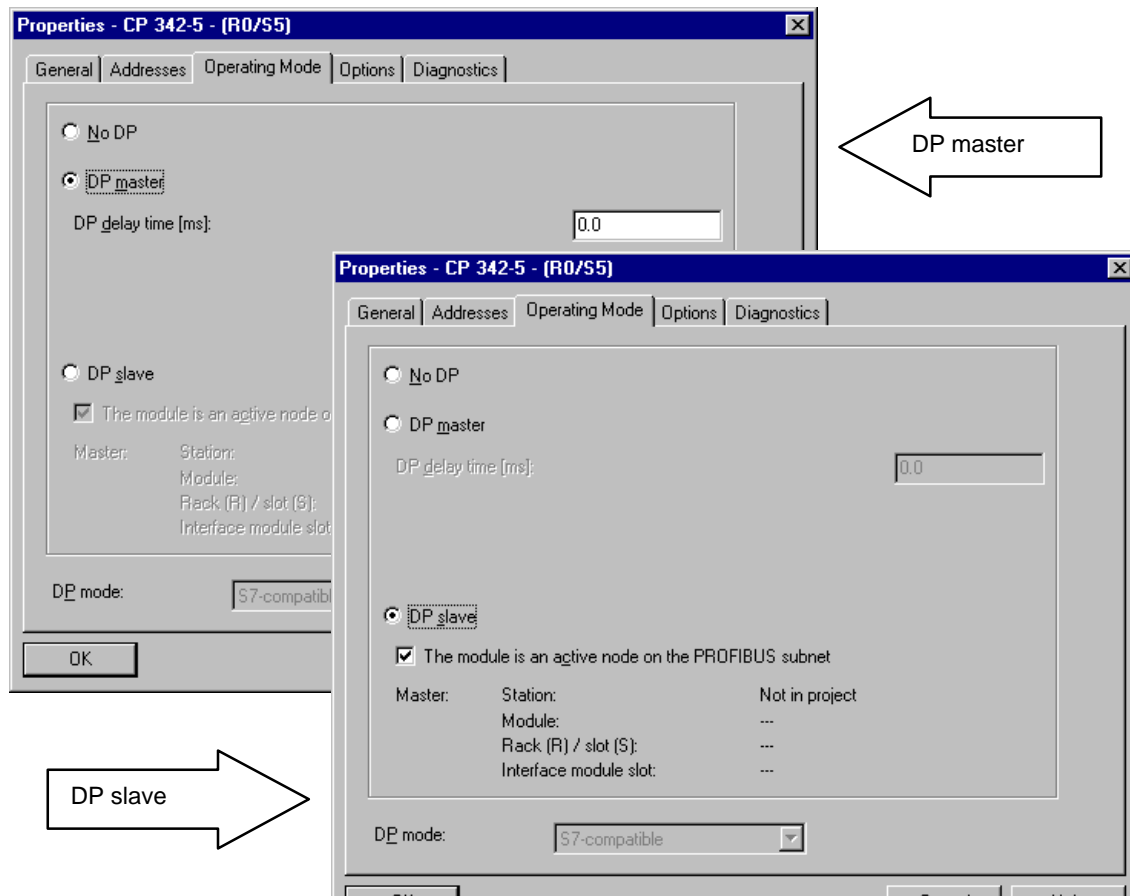 Properties - CP 342-5 - (R0/S5)
General Addresses Operating Mode Options Diagnostics
No DP
DP master
DP delay time [ms]: 0.0
DP slave
The module is an active node
Master: Station:
Module:
Rack (R) / slot (S):
Interface module slot
DP mode:
OK
DP master
Properties - CP 342-5 - (R0/S5)
General Addresses Operating Mode Options Diagnostics
No DP
DP master
DP delay time [ms]: 0.0
DP slave
The module is an active node on the PROFIBUS subnet
Master: Station: Not in project
Module: ---
Rack (R) / slot (S): ---
Interface module slot: ---
DP mode: S7-compatible
DP slave